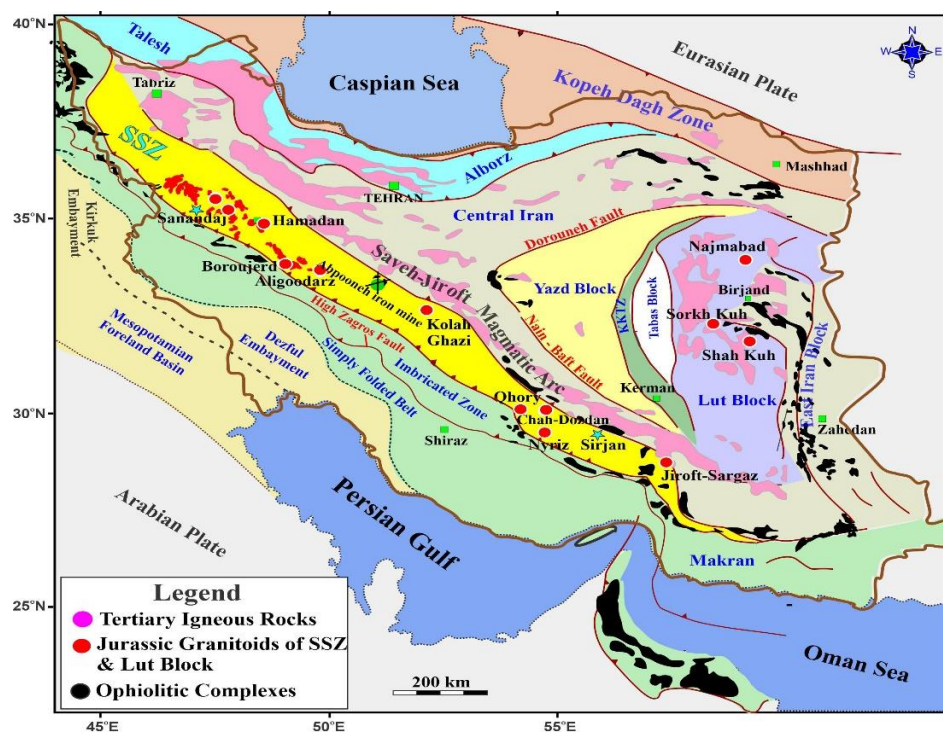 40°N
Talesh
N
W E
S
Eurasian Plate
Caspian Sea
Kopeh Dagh Zone
Tabriz
SSZ
Alborz
Mashhad
TEHRAN
Central Iran
35°N
Sanandaj
Hamadan
Kirkuk
Embayment
Dorouneh Fault
Najmabad
Saveh-Jiroft Magmatic Arc
Boroujerd
Aligoodarz
Abpooneh iron mine
Yazd Block
KKTZ
Tabas Block
Birjand
Sorkh Kuh
Kolah
Ghazi
High Zagros Fault
Shah Kuh
Mesopotamian
Foreland Basin
Dezful
Embayment
Simply Folded Belt
Imbricated Zone
Nain - Baft Fault
East Iran Block
Kerman
Lut Block
30°N
Qhory
Chah-Dozdan
Shiraz
Nyriz
Sirjan
Zahedan
Jiroft-Sargaz
Arabian Plate
Persian Gulf
Makran
Legend
25°N
Tertiary Igneous Rocks
Jurassic Granitoids of SSZ
& Lut Block
Ophiolitic Complexes
200 km
Oman Sea
45°E
50°E
55°E